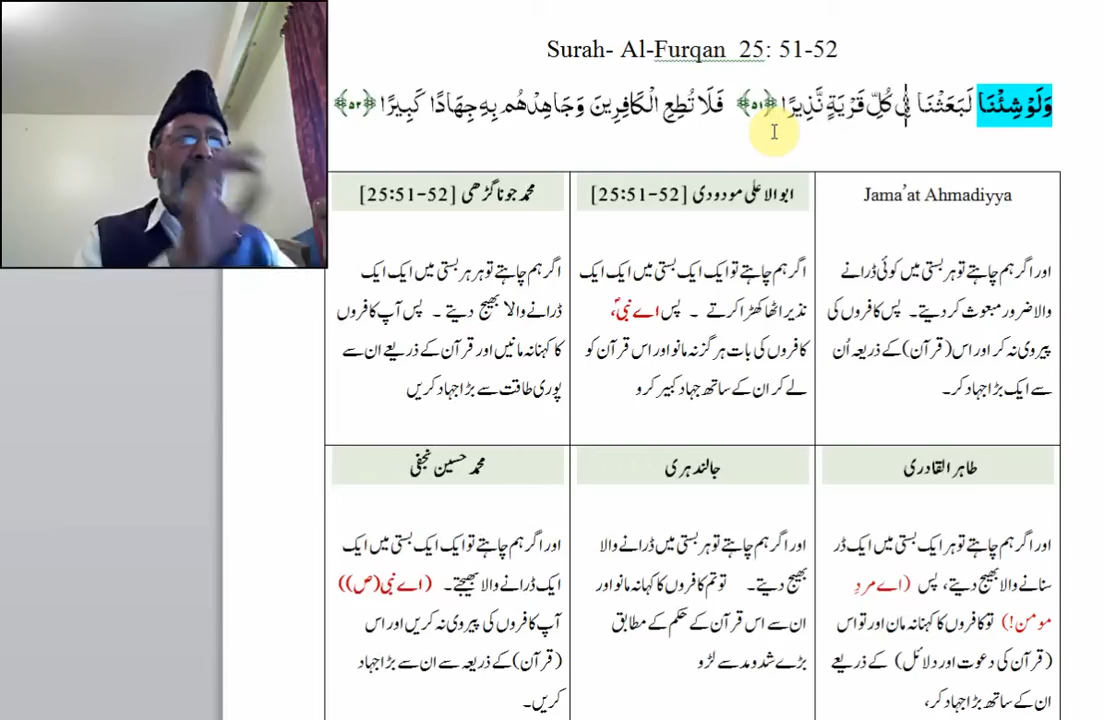 Surah- Al-Furqan 25: 51-52
وَلَوْ شِئْنَا لَبَعَثْنَا فِي كُلِّ قَرْيَةٍ نَّذِيرًا ﴿٥١﴾ فَلَا تُطِعِ الْكَافِرِينَ وَجَاهِدْهُم بِهِ جِهَادًا كَبِيرًا ﴿٥٢﴾
Jama'at Ahmadiyya
اور اگر ہم چاہتے تو ہر بستی میں کوئی ڈرانے
والا ضرور مبعوث کر دیتے۔ پس کافروں کی
پیروی نہ کر اور اس (قرآن) کے ذریعہ اُن
سے ایک بڑا جہاد کر۔
ابوالاعلی مودودی [25:51-52]
اگر ہم چاہتے تو ایک ایک بستی میں ایک ایک
نذیر اٹھا کھڑا کرتے ۔ پس اے نبیؐ،
کافروں کی بات ہرگز نہ مانو اور اس قرآن کو
لے کر ان کے ساتھ جہاد کبیر کرو
محمد جوناگڑھی [25:51-52]
اگر ہم چاہتے تو ہر ہر بستی میں ایک ایک
ڈرانے والا بھیج دیتے ۔ پس آپ کافروں
کا کہنا نہ مانیں اور قرآن کے ذریعے ان سے
پوری طاقت سے بڑا جہاد کریں
طاہر القادری
اور اگر ہم چاہتے تو ہر ایک بستی میں ایک ڈر
سنانے والا بھیج دیتے، پس (اے مردِ
مومن!) تو کافروں کا کہنا نہ مان اور تو اس
(قرآن کی دعوت اور دلائل) کے ذریعے
ان کے ساتھ بڑا جہاد کر،
جالندہری
اور اگر ہم چاہتے تو ہر بستی میں ڈرانے والا
بھیج دیتے۔ تو تم کافروں کا کہا نہ مانو اور
ان سے اس قرآن کے حکم کے مطابق
بڑے شدومد سے لڑو
محمد حسین نجفی
اور اگر ہم چاہتے تو ایک ایک بستی میں ایک
ایک ڈرانے والا بھیجتے۔ (اے نبی(ص))
آپ کافروں کی پیروی نہ کریں اور اس
(قرآن) کے ذریعہ سے ان سے بڑا جہاد
کریں۔